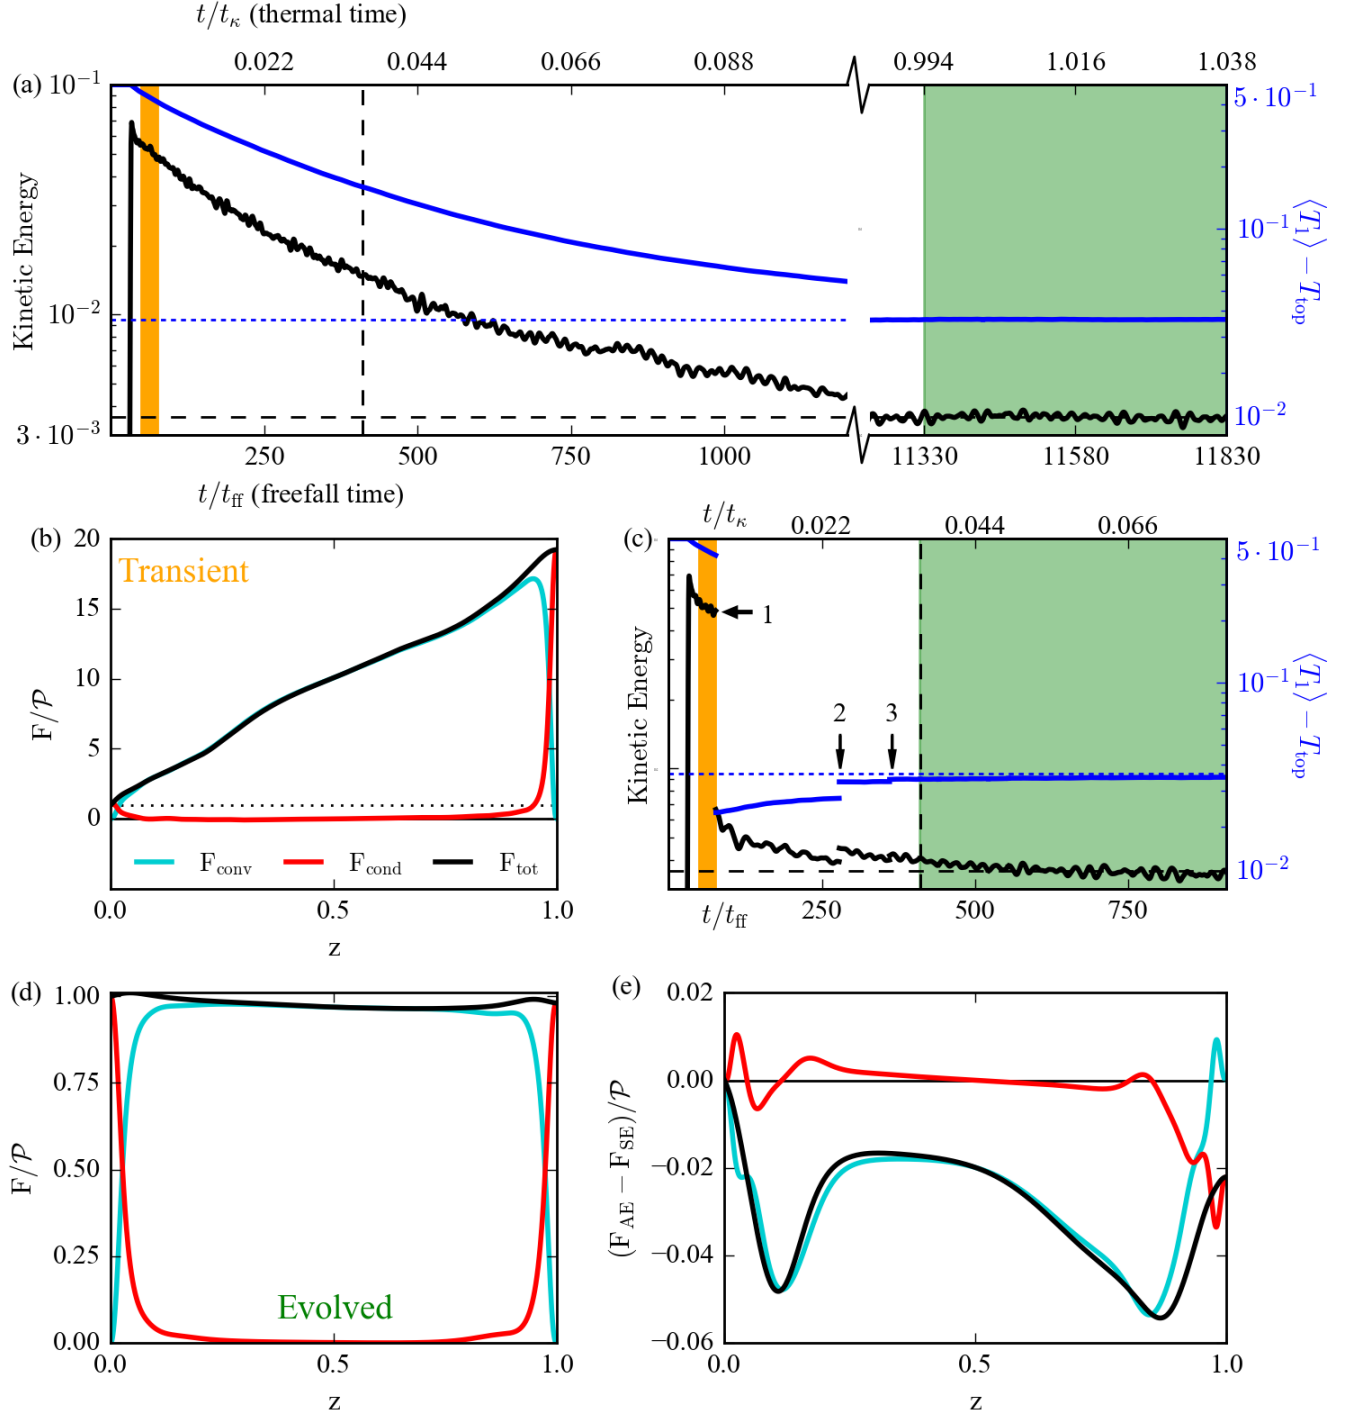 t/tκ (thermal time)
0.022 0.044 0.066 0.088 0.994 1.016 1.038
(a)
10⁻¹
10⁻²
3 · 10⁻³
Kinetic Energy
5 · 10⁻¹
10⁻¹
10⁻²
⟨T₁⟩ − Ttop
250 500 750 1000 11330 11580 11830
t/tff (freefall time)
(b)
20
15
10
5
0
F/𝒫
Transient
Fconv Fcond Ftot
0.0 0.5 1.0
z
(c)
t/tκ 0.022 0.044 0.066
Kinetic Energy
1
2 3
5 · 10⁻¹
10⁻¹
10⁻²
⟨T₁⟩ − Ttop
t/tff 250 500 750
(d)
1.00
0.75
0.50
0.25
0.00
F/𝒫
Evolved
0.0 0.5 1.0
z
(e)
0.02
0.00
−0.02
−0.04
−0.06
(FAE − FSE)/𝒫
0.0 0.5 1.0
z